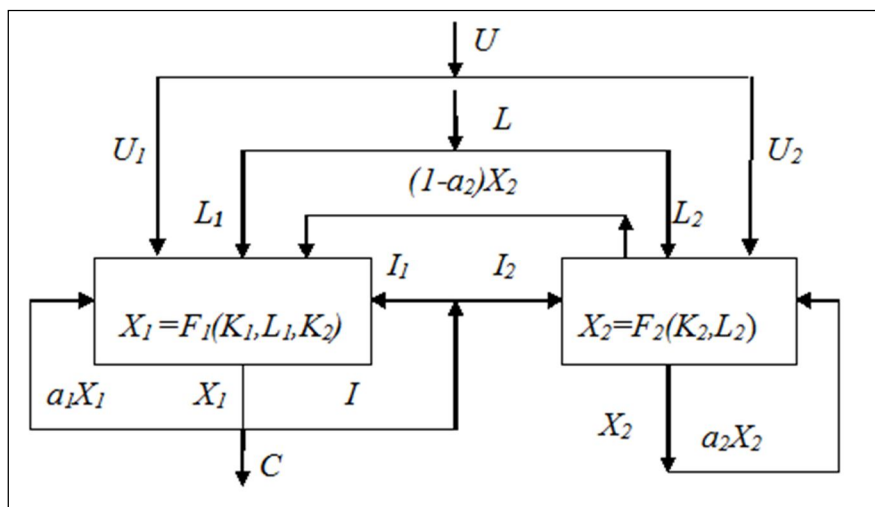 U
L
U₁
U₂
(1-a₂)X₂
L₁
L₂
I₁
I₂
X₁=F₁(K₁,L₁,K₂)
X₂=F₂(K₂,L₂)
a₁X₁
X₁
I
X₂
a₂X₂
C